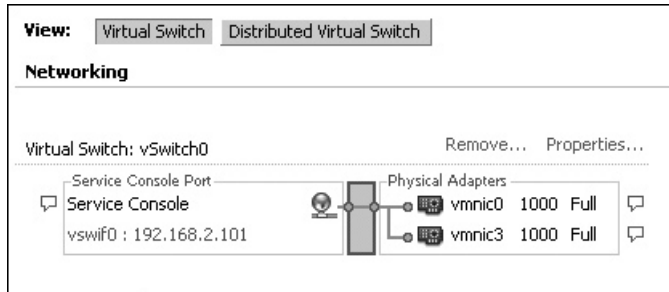 View: Virtual Switch Distributed Virtual Switch
Networking
Virtual Switch: vSwitch0 Remove... Properties...
Service Console Port Physical Adapters
Service Console vmnic0 1000 Full
vswif0 : 192.168.2.101 vmnic3 1000 Full